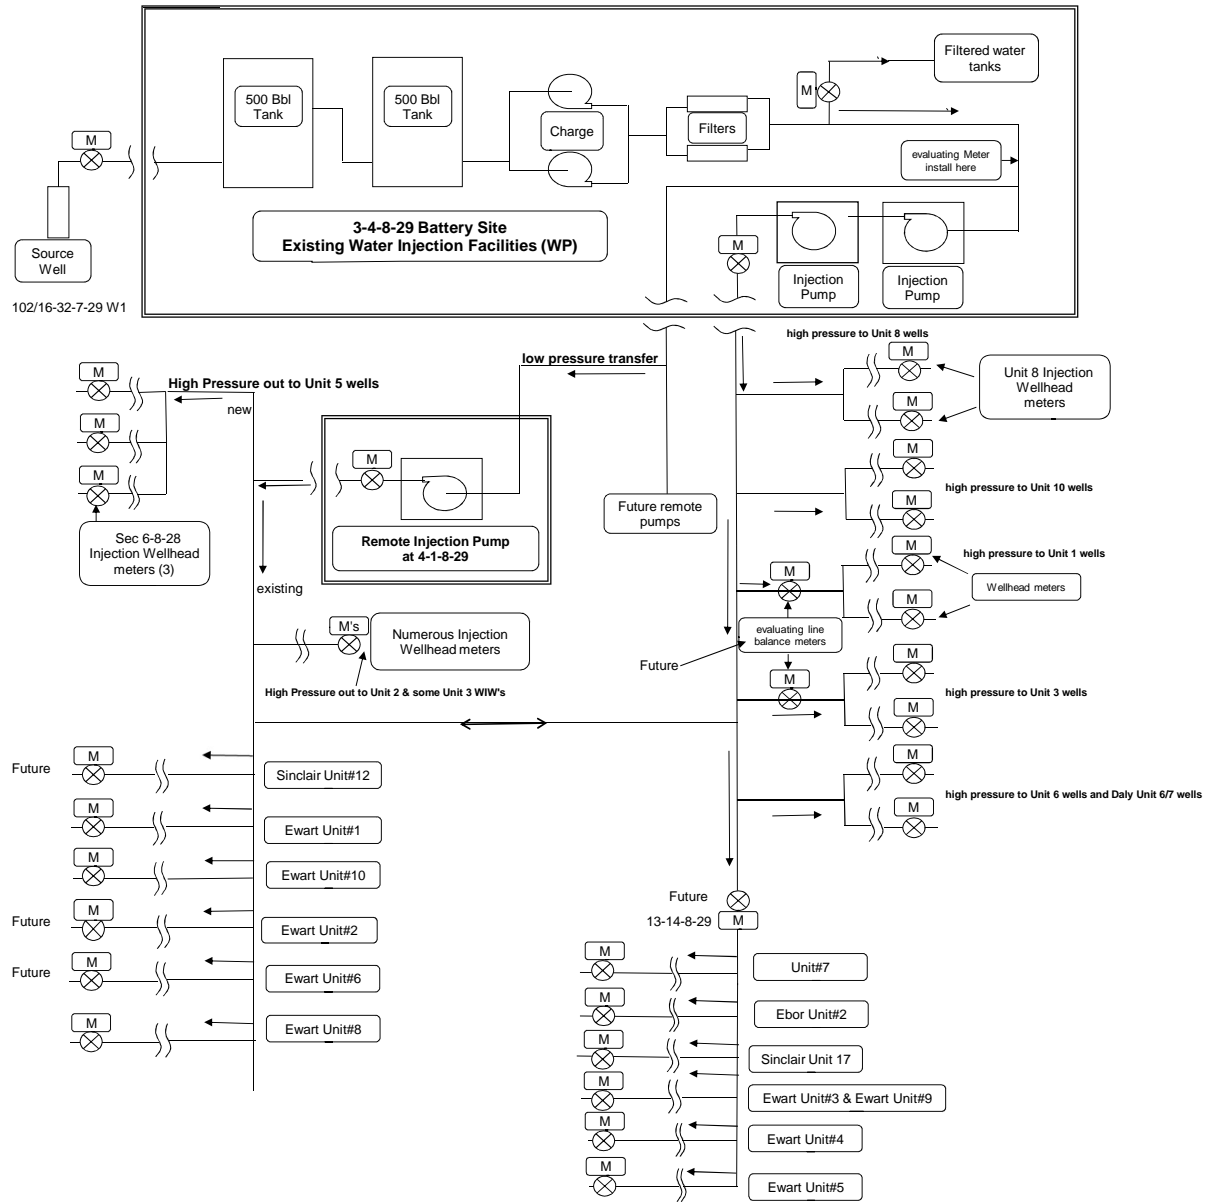 Filtered water
tanks
M
500 Bbl
Tank
500 Bbl
Tank
Charge
Filters
M
evaluating Meter
install here
3-4-8-29 Battery Site
Existing Water Injection Facilities (WP)
M
Source
Well
Injection
Pump
Injection
Pump
102/16-32-7-29 W1
high pressure to Unit 8 wells
low pressure transfer
M
High Pressure out to Unit 5 wells
new
M
Unit 8 Injection
Wellhead
meters
M
M
M
M
M
high pressure to Unit 10 wells
M
Future remote
pumps
Sec 6-8-28
Injection Wellhead
meters (3)
Remote Injection Pump
at 4-1-8-29
M
high pressure to Unit 1 wells
M
Wellhead meters
existing
M
M's
Numerous Injection
Wellhead meters
evaluating line
balance meters
Future
M
M
High Pressure out to Unit 2 & some Unit 3 WIW's
high pressure to Unit 3 wells
M
M
Future
M
Sinclair Unit#12
high pressure to Unit 6 wells and Daly Unit 6/7 wells
M
M
Ewart Unit#1
M
Ewart Unit#10
Future
13-14-8-29
M
Future
M
Ewart Unit#2
M
Unit#7
Future
M
Ewart Unit#6
M
Ebor Unit#2
M
Ewart Unit#8
M
Sinclair Unit 17
M
Ewart Unit#3 & Ewart Unit#9
M
Ewart Unit#4
M
Ewart Unit#5